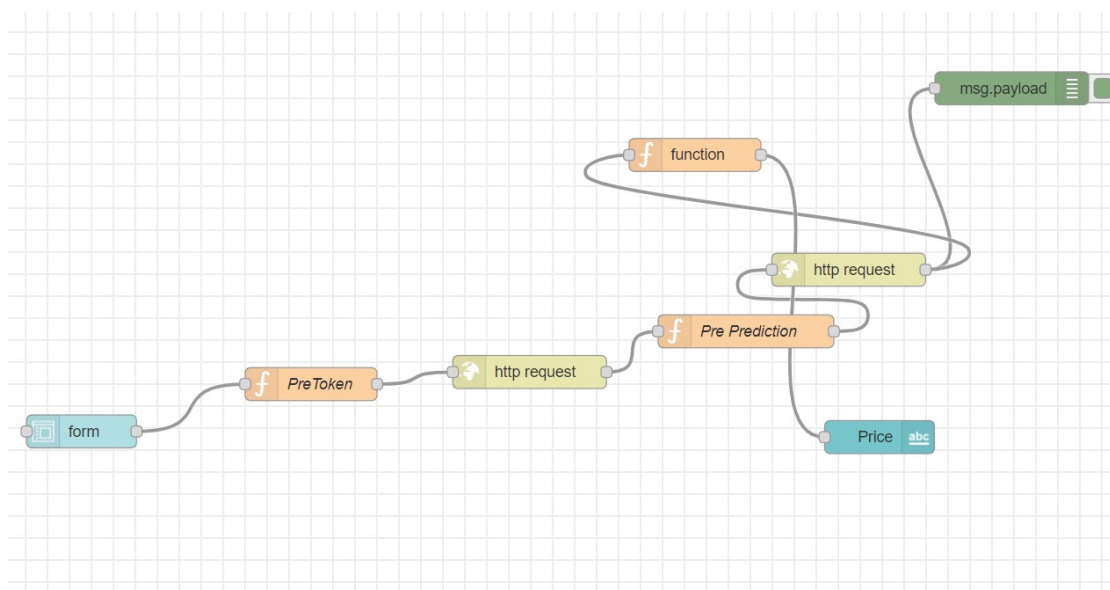 msg.payload
function
http request
Pre Prediction
http request
PreToken
form
Price abc